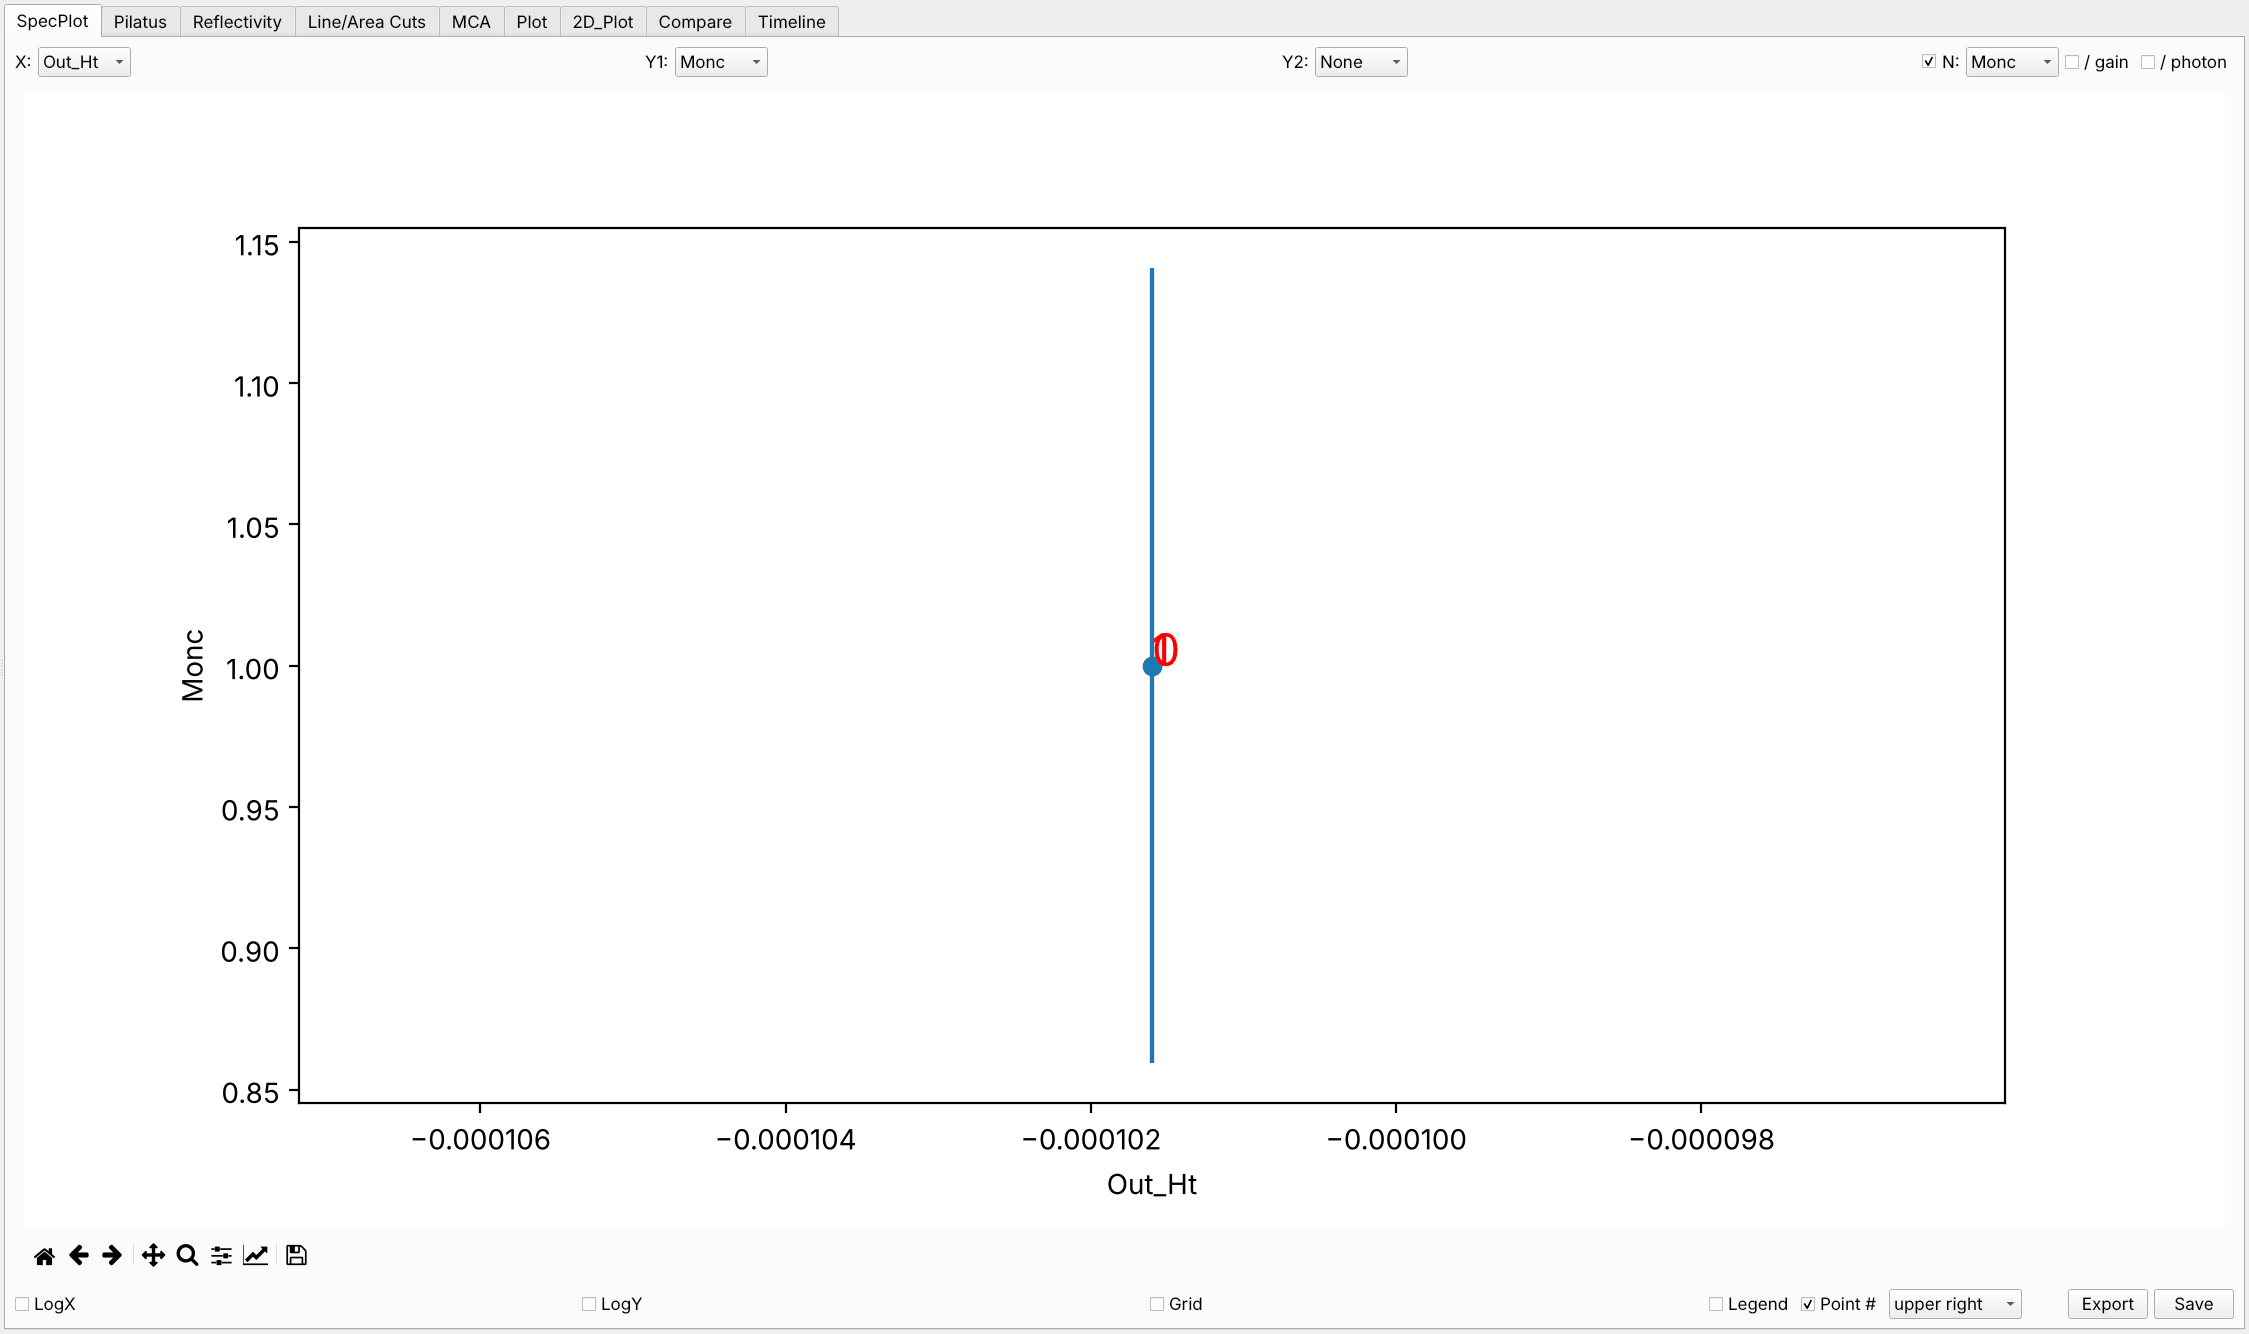 SpecPlot Pilatus Reflectivity Line/Area Cuts MCA Plot 2D_Plot Compare Timeline
X: Out_Ht Y1: Monc Y2: None N: Monc / gain / photon
1.15
1.10
1.05
1.00
0.95
0.90
0.85
Monc
0
−0.000106 −0.000104 −0.000102 −0.000100 −0.000098
Out_Ht
LogX LogY Grid Legend Point # upper right Export Save